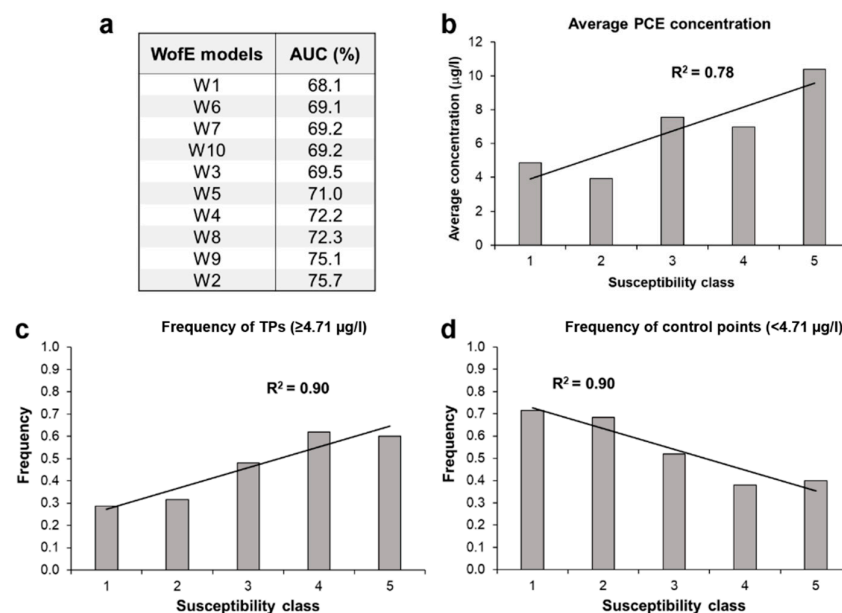 a
WofE models AUC (%)
W1 68.1
W6 69.1
W7 69.2
W10 69.2
W3 69.5
W5 71.0
W4 72.2
W8 72.3
W9 75.1
W2 75.7
b
Average PCE concentration
R² = 0.78
Average concentration (µg/l)
12
10
8
6
4
2
0
1 2 3 4 5
Susceptibility class
c
Frequency of TPs (≥4.71 µg/l)
R² = 0.90
Frequency
1.0
0.9
0.8
0.7
0.6
0.5
0.4
0.3
0.2
0.1
0.0
1 2 3 4 5
Susceptibility class
d
Frequency of control points (<4.71 µg/l)
R² = 0.90
Frequency
1.0
0.9
0.8
0.7
0.6
0.5
0.4
0.3
0.2
0.1
0.0
1 2 3 4 5
Susceptibility class